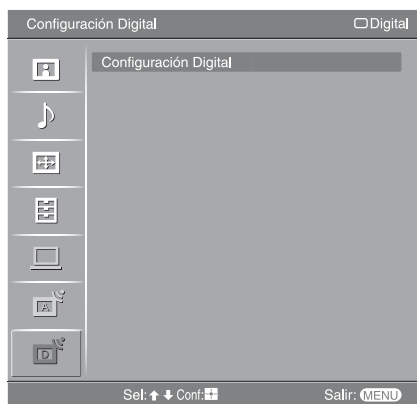 Configuración Digital Digital
Configuración Digital
A
D
Sel: Conf: Salir: MENU